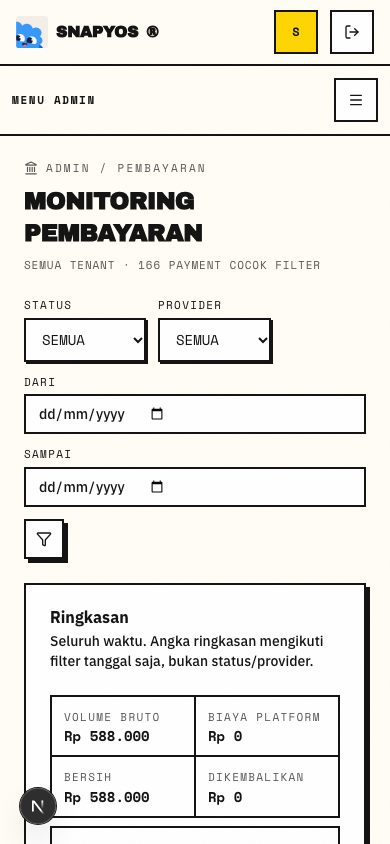 SNAPYOS ®
S
MENU ADMIN
ADMIN / PEMBAYARAN
MONITORING
PEMBAYARAN
SEMUA TENANT · 166 PAYMENT COCOK FILTER
STATUS PROVIDER
SEMUA SEMUA
DARI
dd/mm/yyyy
SAMPAI
dd/mm/yyyy
Ringkasan
Seluruh waktu. Angka ringkasan mengikuti
filter tanggal saja, bukan status/provider.
VOLUME BRUTO BIAYA PLATFORM
Rp 588.000 Rp 0
BERSIH DIKEMBALIKAN
Rp 588.000 Rp 0
N